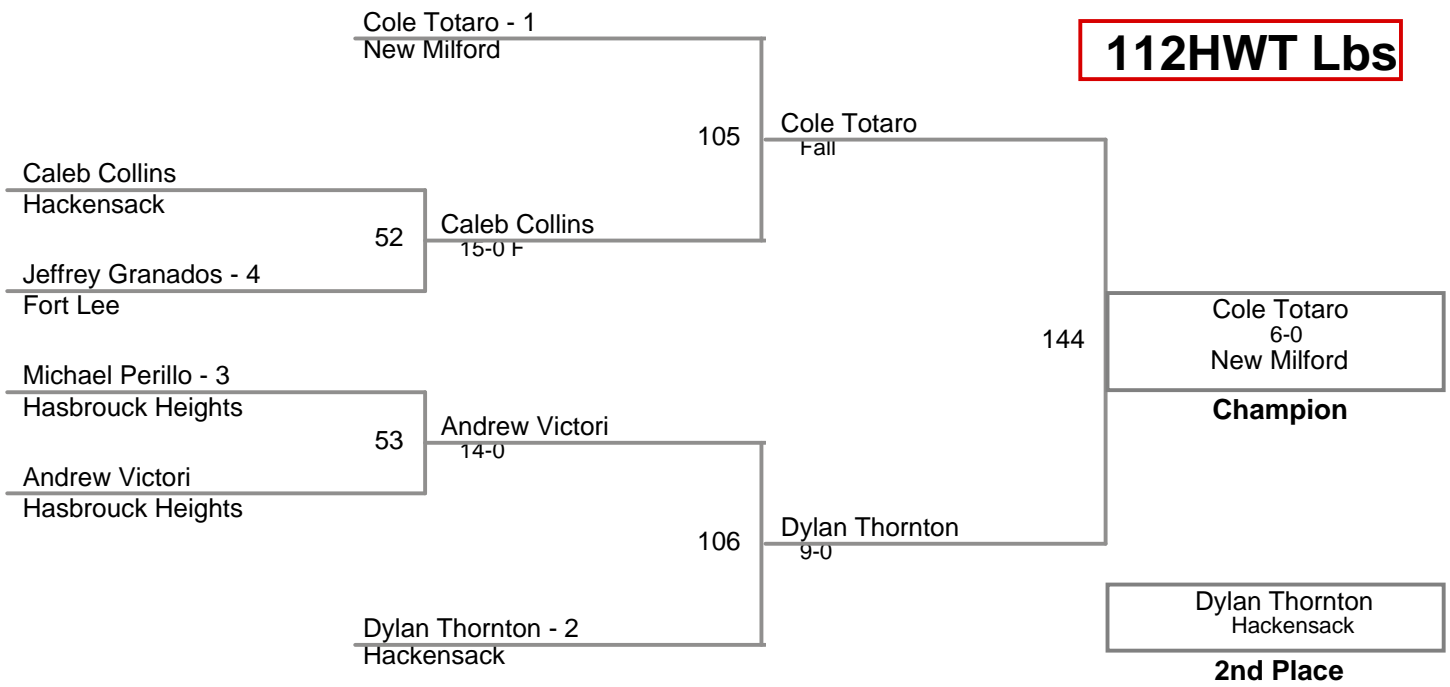 Cole Totaro - 1
New Milford
112HWT Lbs
105
Cole Totaro
Fall
Caleb Collins
Hackensack
52
Caleb Collins
15-0 F
Jeffrey Granados - 4
Fort Lee
144
Cole Totaro
6-0
New Milford
Champion
Michael Perillo - 3
Hasbrouck Heights
53
Andrew Victori
14-0
Andrew Victori
Hasbrouck Heights
106
Dylan Thornton
9-0
Dylan Thornton - 2
Hackensack
Dylan Thornton
Hackensack
2nd Place